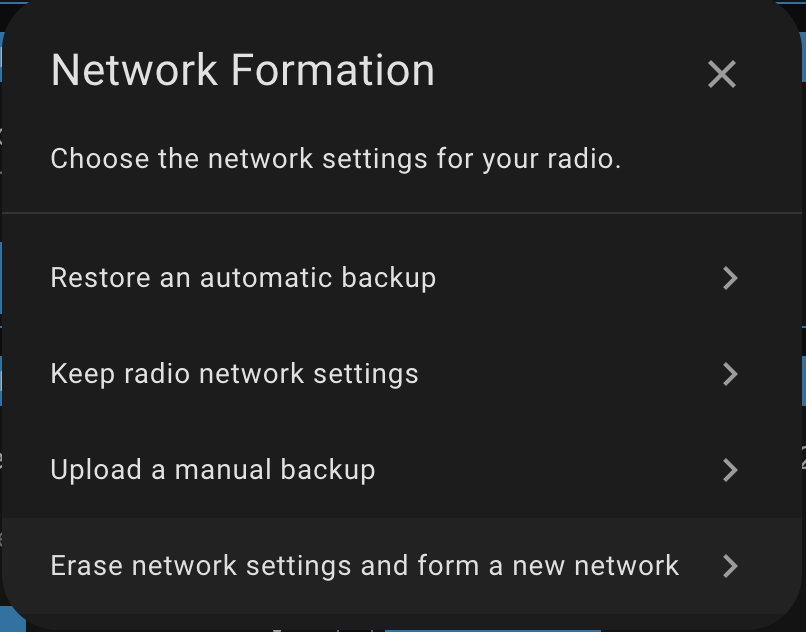 Network Formation
Choose the network settings for your radio.
Restore an automatic backup
Keep radio network settings
Upload a manual backup
Erase network settings and form a new network